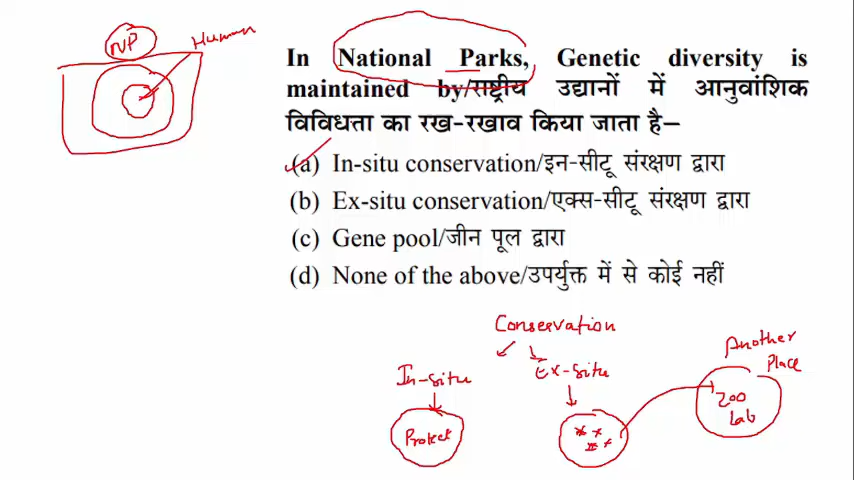 NP
Human
In National Parks, Genetic diversity is
maintained by/राष्ट्रीय उद्यानों में आनुवांशिक
विविधता का रख-रखाव किया जाता है–
(a) In-situ conservation/इन-सीटू संरक्षण द्वारा
(b) Ex-situ conservation/एक्स-सीटू संरक्षण द्वारा
(c) Gene pool/जीन पूल द्वारा
(d) None of the above/उपर्युक्त में से कोई नहीं
Conservation
In-situ
Ex-situ
Another
Place
Protect
Zoo
Lab